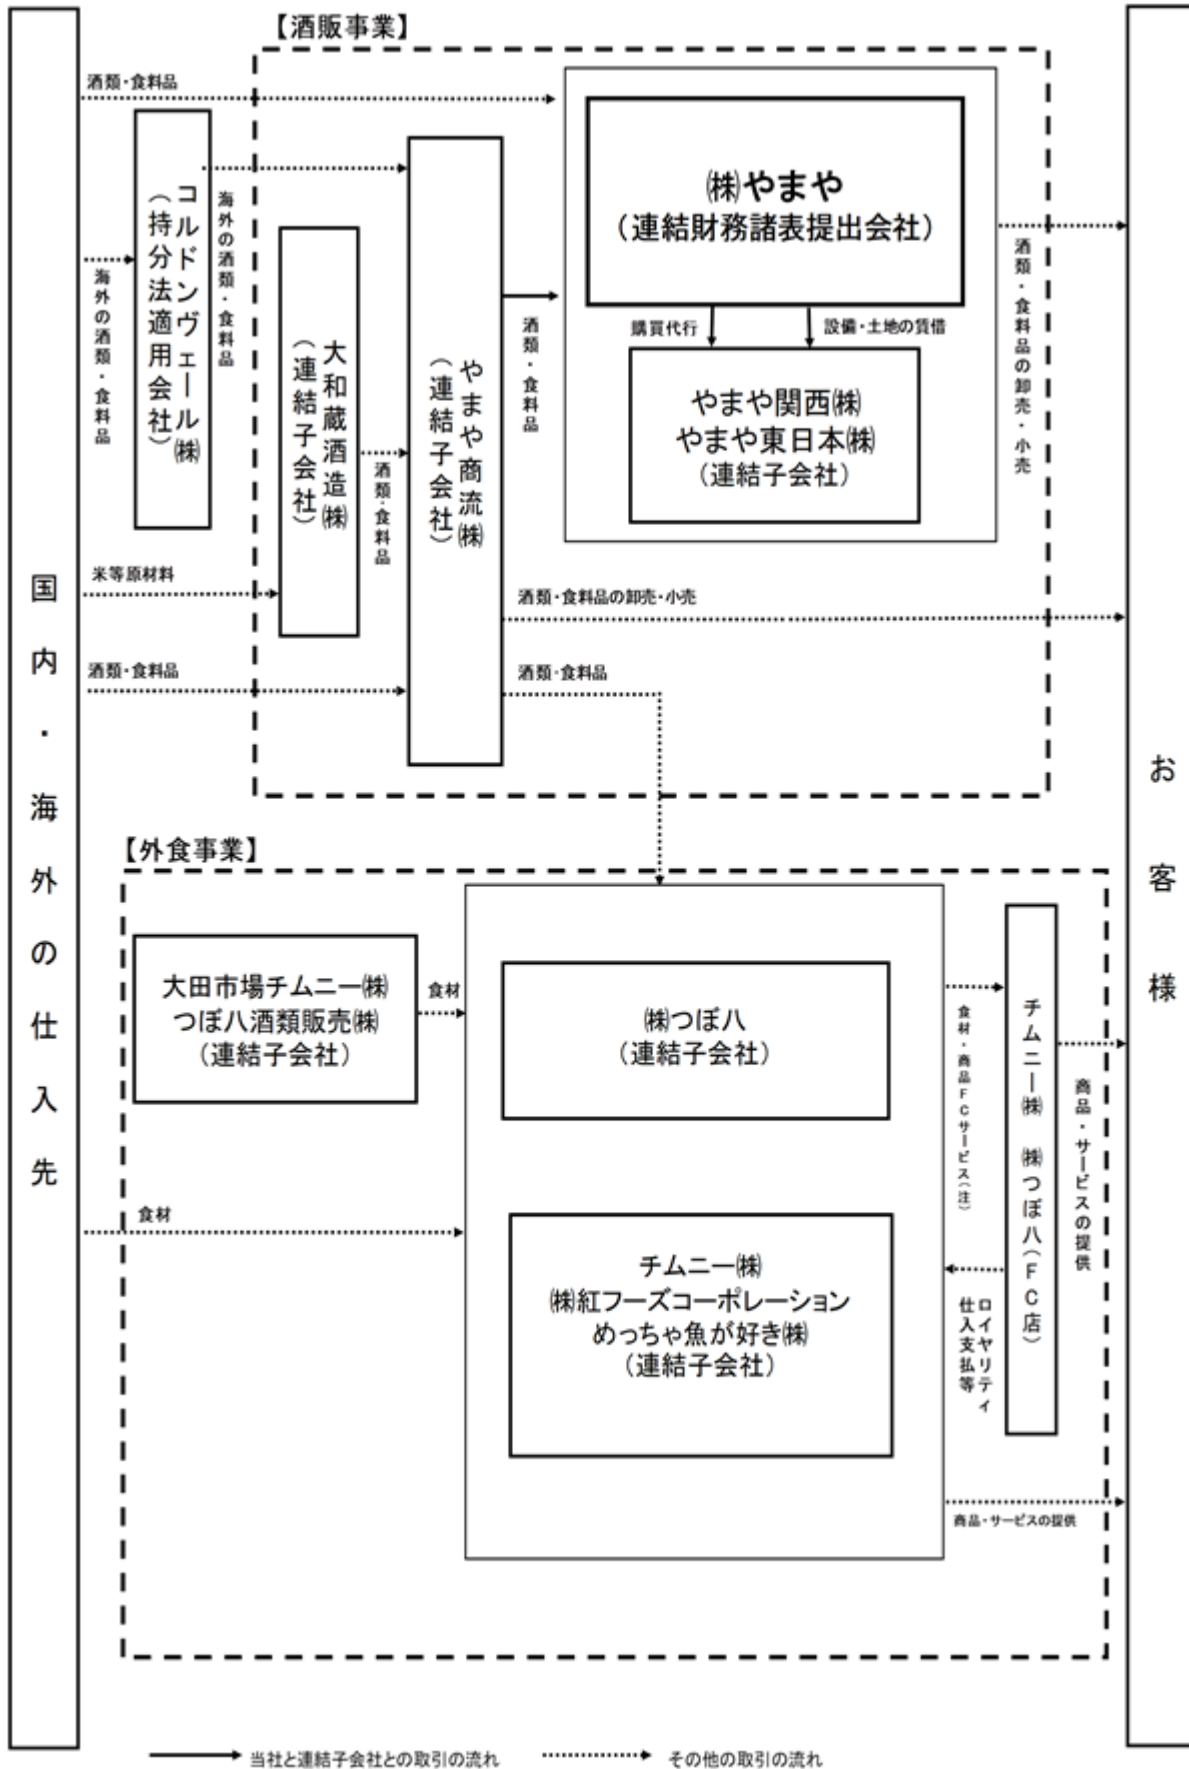 【酒販事業】
酒類・食料品
国内・海外の仕入先
コルドンヴェール㈱
（持分法適用会社）
海外の酒類・食料品
海外の酒類・食料品
大和蔵酒造㈱
（連結子会社）
酒類・食料品
やまや商流㈱
（連結子会社）
酒類・食料品
㈱やまや
（連結財務諸表提出会社）
購買代行
設備・土地の賃借
やまや関西㈱
やまや東日本㈱
（連結子会社）
酒類・食料品の卸売・小売
お客様
米等原材料
酒類・食料品の卸売・小売
酒類・食料品
酒類・食料品
【外食事業】
大田市場チムニー㈱
つぼ八酒類販売㈱
（連結子会社）
食材
㈱つぼ八
（連結子会社）
食材・商品FCサービス（注）
チムニー㈱　㈱つぼ八（FC店）
商品・サービスの提供
食材
チムニー㈱
㈱紅フーズコーポレーション
めっちゃ魚が好き㈱
（連結子会社）
ロイヤリティ
仕入支払等
商品・サービスの提供
当社と連結子会社との取引の流れ
その他の取引の流れ